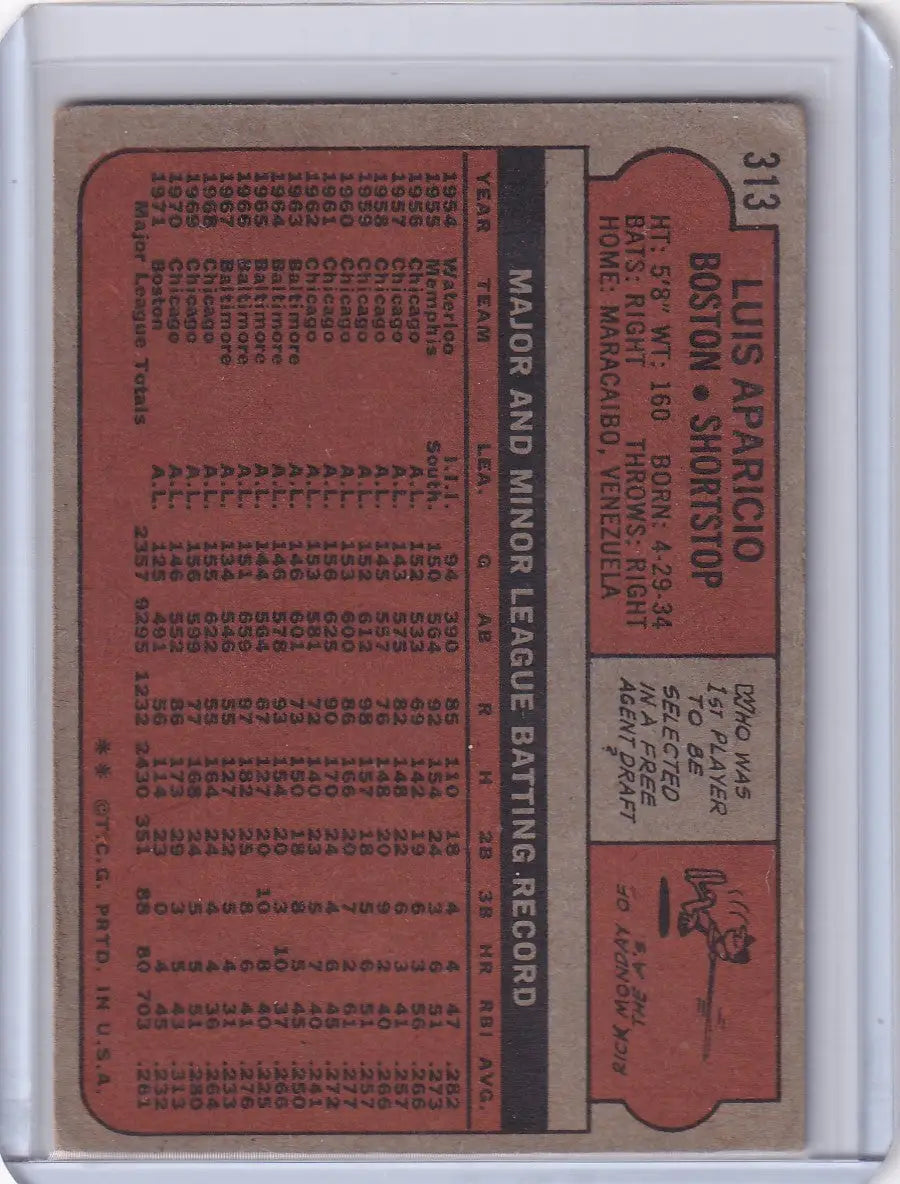 313
LUIS APARICIO
BOSTON • SHORTSTOP
HT: 5'8" WT: 160 BORN: 4-29-34
BATS: RIGHT THROWS: RIGHT
HOME: MARACAIBO, VENEZUELA
WHO WAS
1ST PLAYER
TO BE
SELECTED
IN A FREE
AGENT DRAFT
?
RICK MONDAY OF
THE A's.
MAJOR AND MINOR LEAGUE BATTING RECORD
YEAR TEAM LEA. G AB R H 2B 3B HR RBI AVG.
1954 Waterloo I.I.I. 94 390 85 110 18 4 4 47 .282
1955 Memphis South. 150 564 92 154 24 3 6 51 .273
1956 Chicago A.L. 152 533 69 142 19 6 3 56 .266
1957 Chicago A.L. 143 575 82 148 22 6 3 41 .257
1958 Chicago A.L. 145 557 76 148 20 9 2 40 .266
1959 Chicago A.L. 152 612 98 157 18 5 6 51 .257
1960 Chicago A.L. 153 600 86 166 20 7 2 61 .277
1961 Chicago A.L. 156 625 90 170 24 4 6 45 .272
1962 Chicago A.L. 153 581 72 140 23 5 7 40 .241
1963 Baltimore A.L. 146 601 73 150 18 8 5 45 .250
1964 Baltimore A.L. 146 578 93 154 20 3 10 37 .266
1965 Baltimore A.L. 144 564 67 127 20 10 8 40 .225
1966 Baltimore A.L. 151 659 97 182 25 8 6 41 .276
1967 Baltimore A.L. 134 546 55 127 22 5 4 31 .233
1968 Chicago A.L. 155 622 55 164 24 4 4 36 .264
1969 Chicago A.L. 156 599 77 168 24 5 5 51 .280
1970 Chicago A.L. 146 552 86 173 29 3 5 43 .313
1971 Boston A.L. 125 491 56 114 23 0 4 45 .232
Major League Totals 2357 9295 1232 2430 351 88 80 703 .261
** ©T.C.G. PRTD. IN U.S.A.